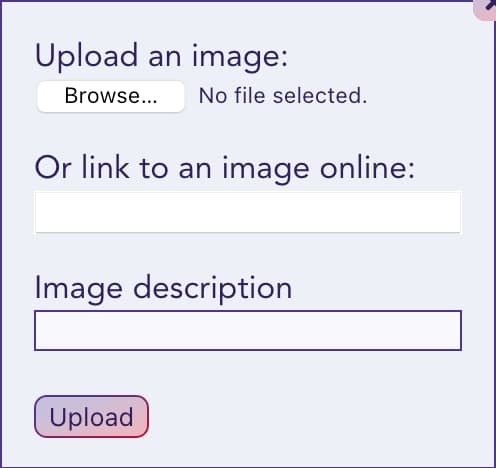 Upload an image:
Browse... No file selected.
Or link to an image online:
Image description
Upload